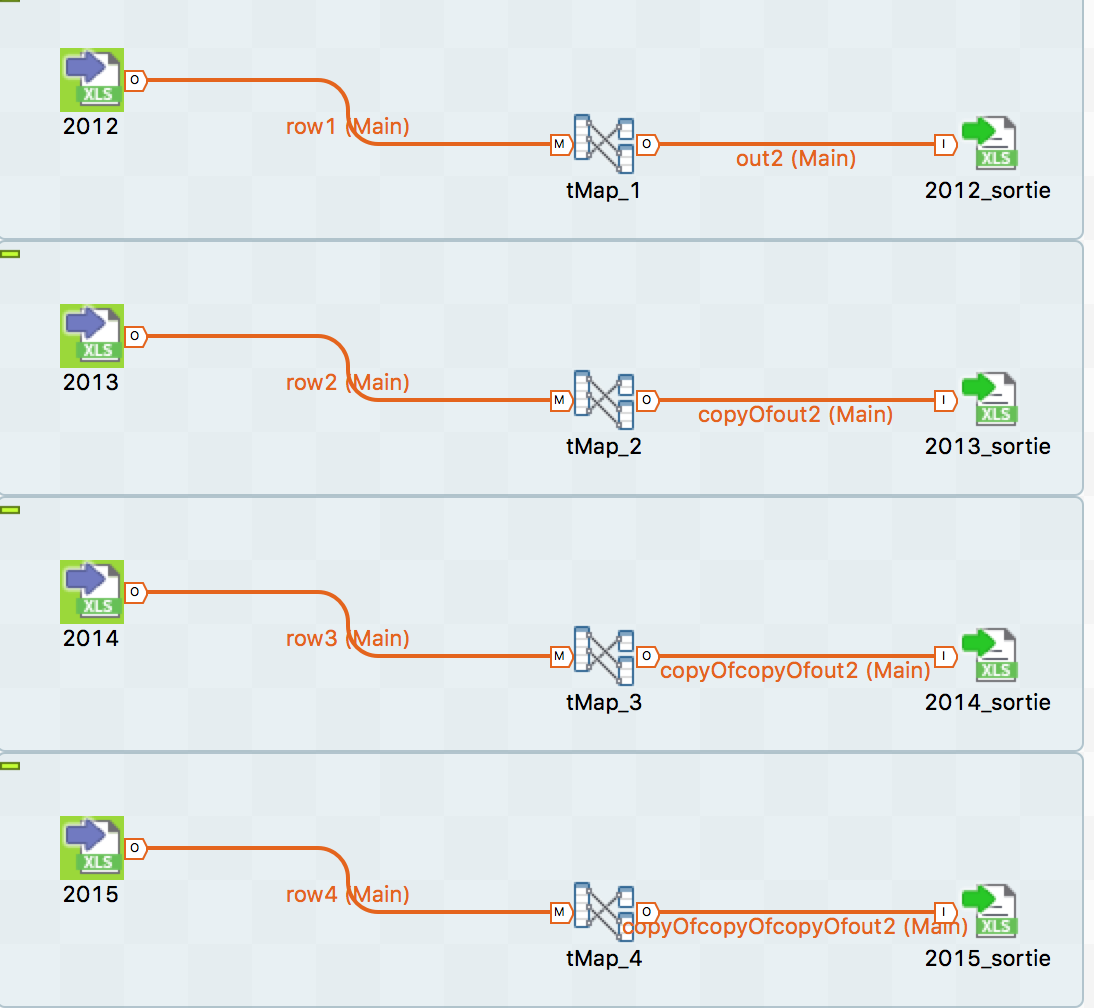 O
XLS
2012
row1 (Main)
M
O
tMap_1
out2 (Main)
I
XLS
2012_sortie
O
XLS
2013
row2 (Main)
M
O
tMap_2
copyOfout2 (Main)
I
XLS
2013_sortie
O
XLS
2014
row3 (Main)
M
O
tMap_3
copyOfcopyOfout2 (Main)
I
XLS
2014_sortie
O
XLS
2015
row4 (Main)
M
O
tMap_4
copyOfcopyOfcopyOfout2 (Main)
I
XLS
2015_sortie